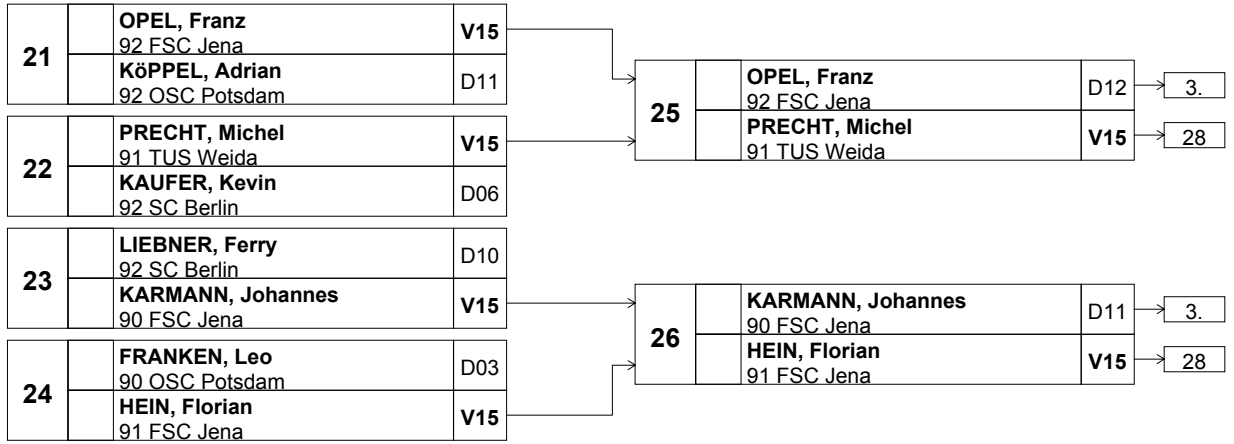 21
OPEL, Franz
92 FSC Jena
V15
KöPPEL, Adrian
92 OSC Potsdam
D11
22
PRECHT, Michel
91 TUS Weida
V15
KAUFER, Kevin
92 SC Berlin
D06
23
LIEBNER, Ferry
92 SC Berlin
D10
KARMANN, Johannes
90 FSC Jena
V15
24
FRANKEN, Leo
90 OSC Potsdam
D03
HEIN, Florian
91 FSC Jena
V15
25
OPEL, Franz
92 FSC Jena
D12
3.
PRECHT, Michel
91 TUS Weida
V15
28
26
KARMANN, Johannes
90 FSC Jena
D11
3.
HEIN, Florian
91 FSC Jena
V15
28